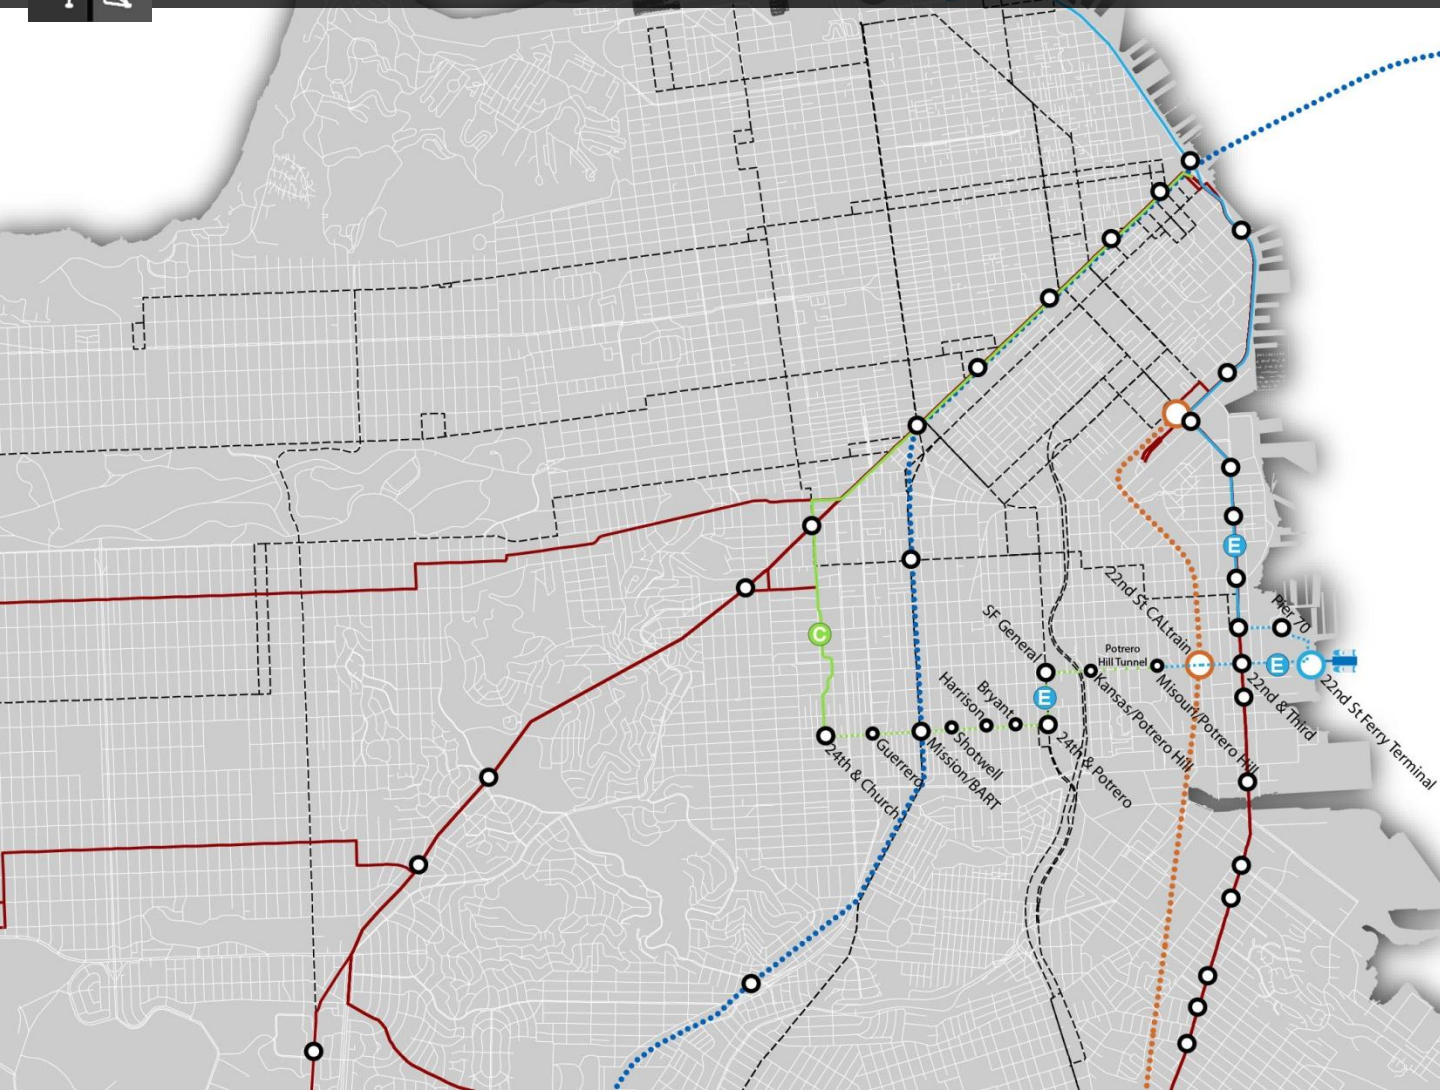 E
Pier 70
22nd St CALtrain
SF General
Potrero
Hill Tunnel
C
E
E
Bryant
Harrison
Kansas/Potrero Hill
Misouri/Potrero Hill
22nd & Third
22nd St Ferry Terminal
24th & Church
Guerrero
Mission/BART
Shotwell
24th & Potrero